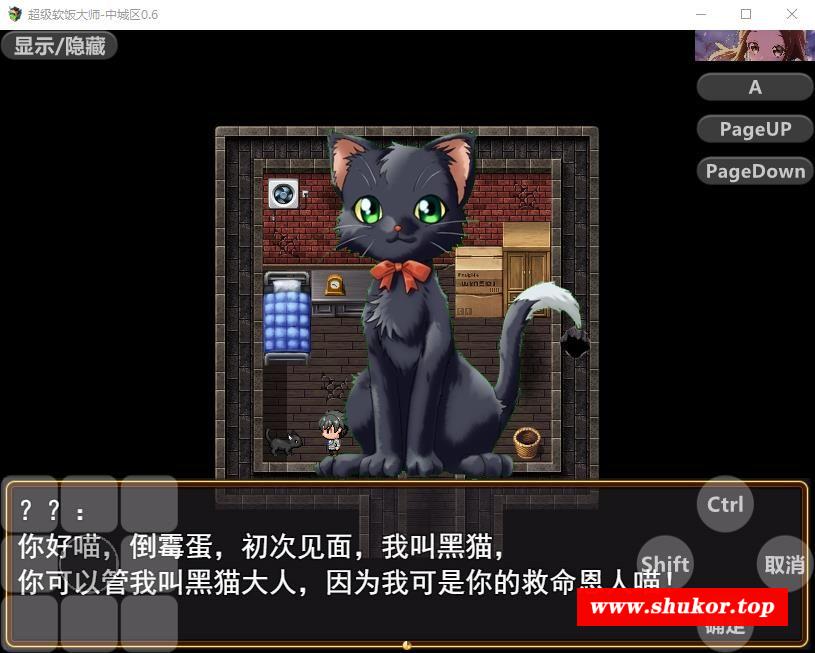 超级软饭大师-中城区0.6
显示/隐藏
A
PageUP
PageDown
？？：
你好喵，倒霉蛋，初次见面，我叫黑猫，
你可以管我叫黑猫大人，因为我可是你的救命恩人喵！
Ctrl
Shift
取消
www.shukor.top
确定